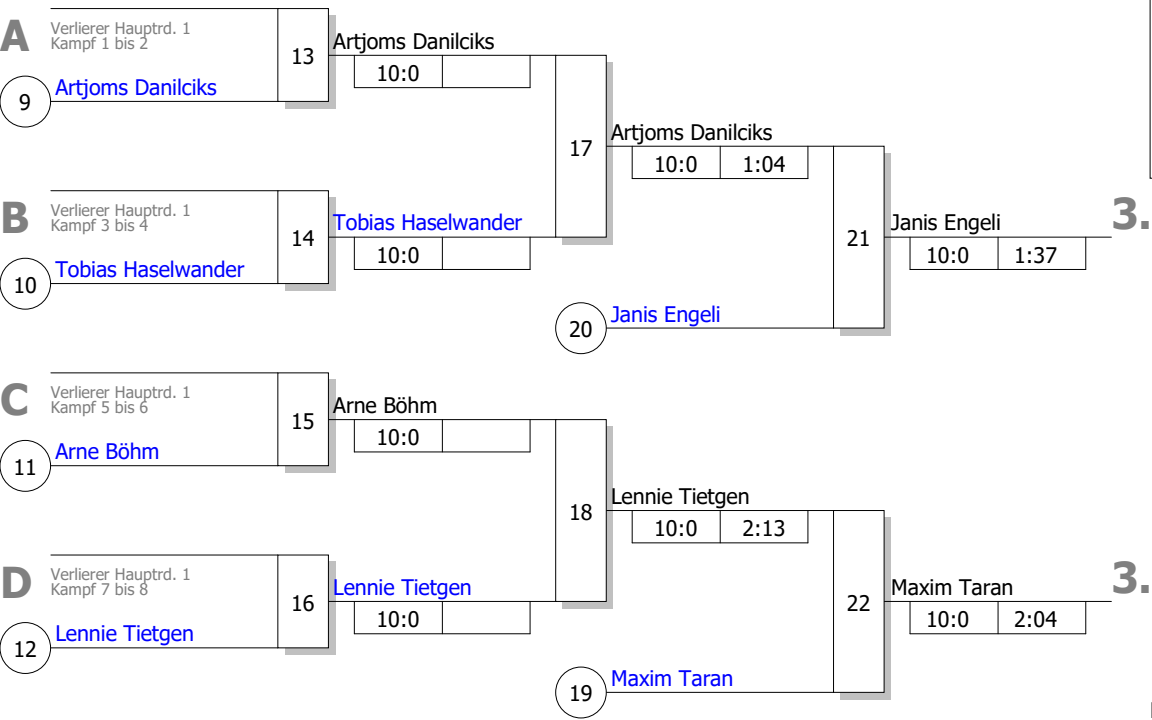 A
Verlierer Hauptrd. 1
Kampf 1 bis 2
13
Artjoms Danilciks
10:0
9
Artjoms Danilciks
17
Artjoms Danilciks
10:0 1:04
B
Verlierer Hauptrd. 1
Kampf 3 bis 4
14
Tobias Haselwander
10:0
10
Tobias Haselwander
21
Janis Engeli
10:0 1:37
3.
20
Janis Engeli
C
Verlierer Hauptrd. 1
Kampf 5 bis 6
15
Arne Böhm
10:0
11
Arne Böhm
18
Lennie Tietgen
10:0 2:13
D
Verlierer Hauptrd. 1
Kampf 7 bis 8
16
Lennie Tietgen
10:0
12
Lennie Tietgen
22
Maxim Taran
10:0 2:04
3.
19
Maxim Taran